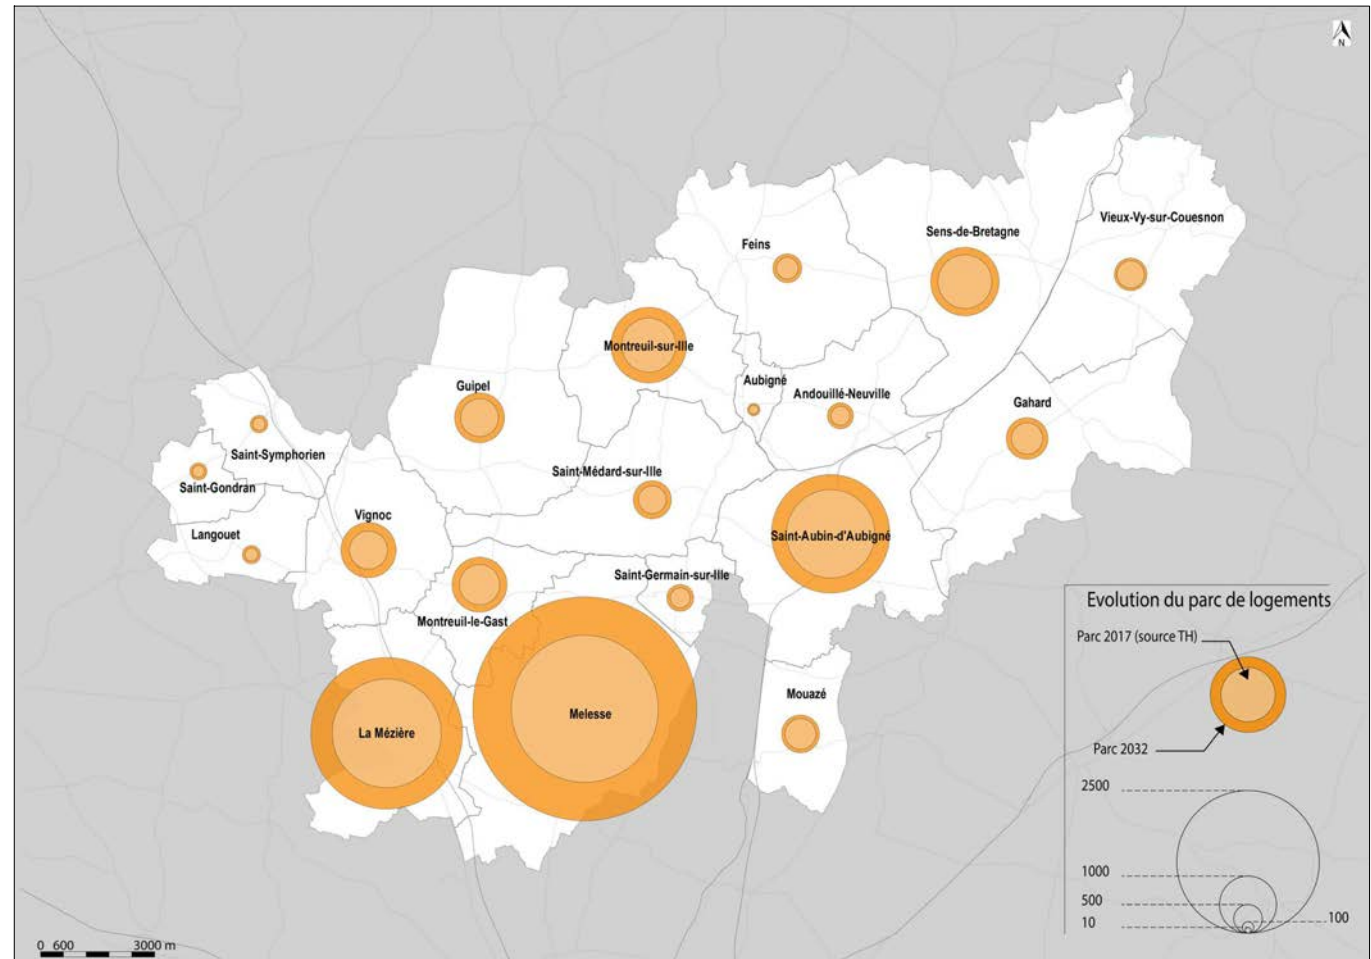 N
Vieux-Vy-sur-Couesnon
Sens-de-Bretagne
Feins
Montreuil-sur-Ille
Aubigné
Guipel
Andouillé-Neuville
Gahard
Saint-Symphorien
Saint-Médard-sur-Ille
Saint-Gondran
Vignoc
Langouet
Saint-Aubin-d'Aubigné
Saint-Germain-sur-Ille
Montreuil-le-Gast
Mouazé
Melesse
La Mézière
Evolution du parc de logements
Parc 2017 (source TH)
Parc 2032
2500
1000
500
100
10
0 600 3000 m